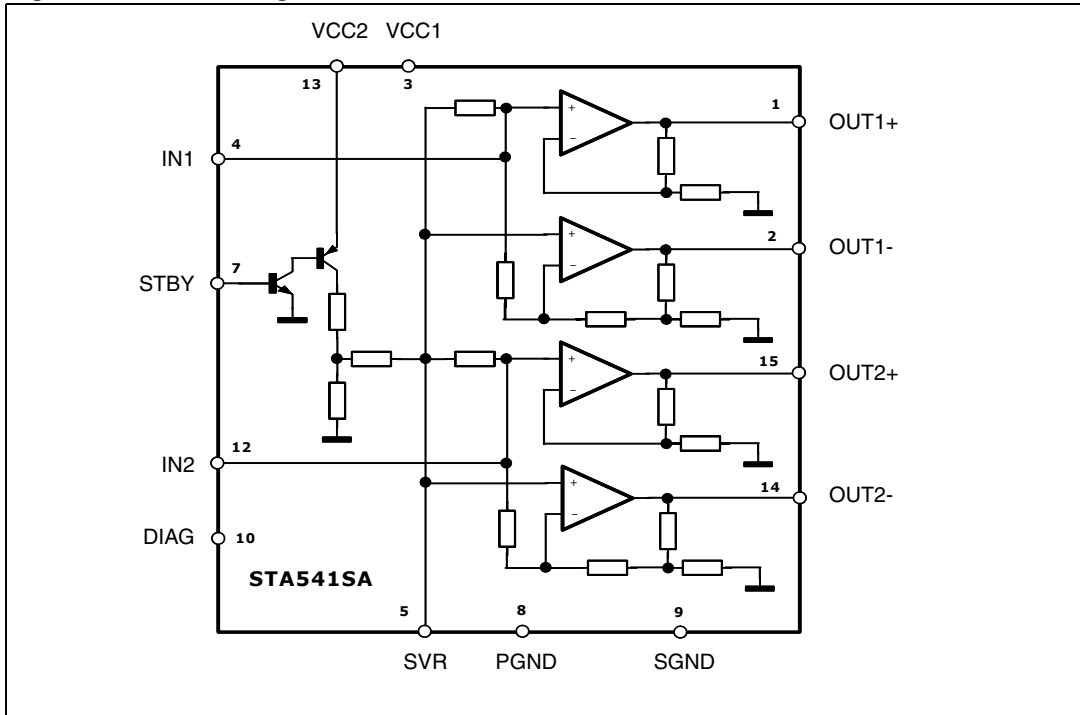 VCC2 VCC1
13 3
1 OUT1+
IN1 4
2 OUT1-
STBY 7
15 OUT2+
IN2 12
14 OUT2-
DIAG 10
STA541SA
5 8 9
SVR PGND SGND